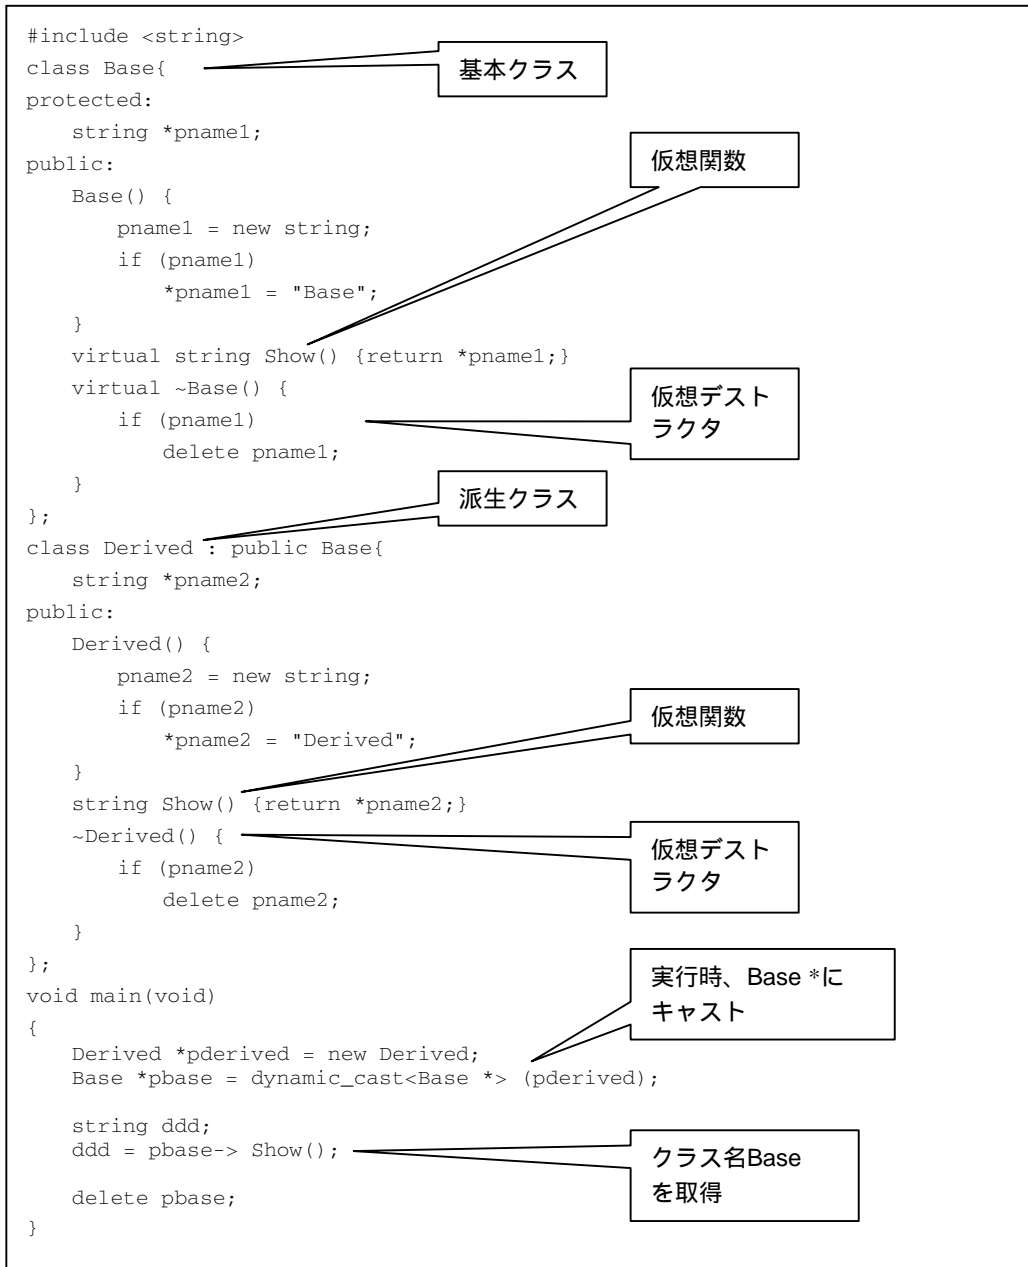 #include <string>
class Base{
基本クラス
protected:
string *pname1;
public:
仮想関数
Base() {
pname1 = new string;
if (pname1)
*pname1 = "Base";
}
virtual string Show() {return *pname1;}
virtual ~Base() {
仮想デスト
ラクタ
if (pname1)
delete pname1;
}
派生クラス
};
class Derived : public Base{
string *pname2;
public:
Derived() {
pname2 = new string;
if (pname2)
仮想関数
*pname2 = "Derived";
}
string Show() {return *pname2;}
~Derived() {
仮想デスト
ラクタ
if (pname2)
delete pname2;
}
};
実行時、Base *に
キャスト
void main(void)
{
Derived *pderived = new Derived;
Base *pbase = dynamic_cast<Base *> (pderived);
string ddd;
ddd = pbase-> Show();
クラス名Base
を取得
delete pbase;
}